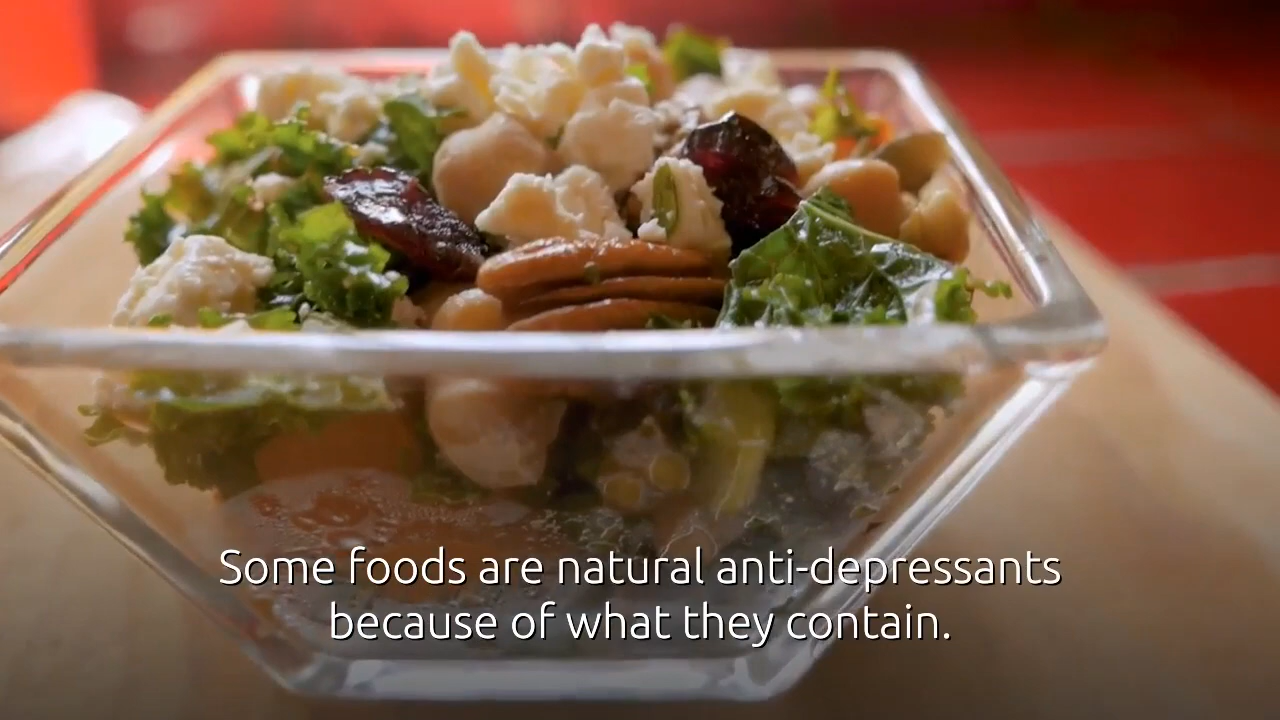 Some foods are natural anti-depressants
because of what they contain.